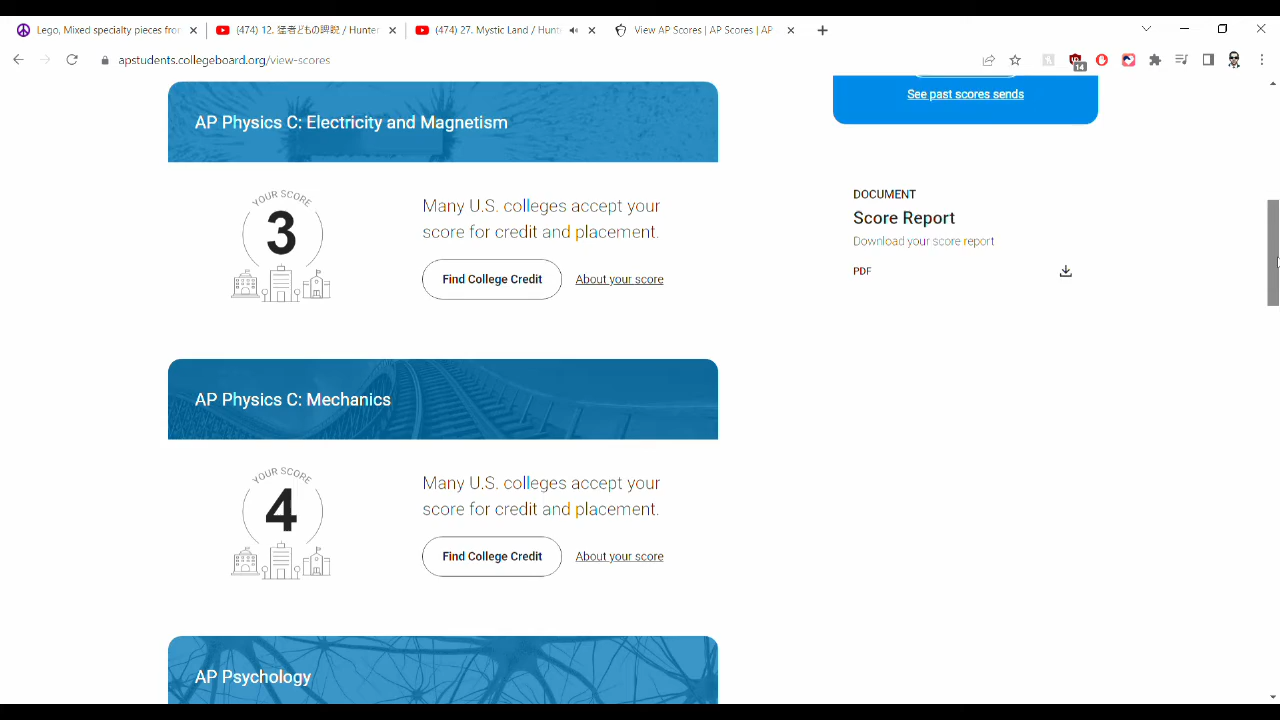 Lego, Mixed specialty pieces fro
(474) 12. 猛者どもの睥睨 / Hunter
(474) 27. Mystic Land / Hunt
View AP Scores | AP Scores | AP
apstudents.collegeboard.org/view-scores
14
See past scores sends
AP Physics C: Electricity and Magnetism
YOUR SCORE
3
Many U.S. colleges accept your
score for credit and placement.
Find College Credit
About your score
DOCUMENT
Score Report
Download your score report
PDF
AP Physics C: Mechanics
YOUR SCORE
4
Many U.S. colleges accept your
score for credit and placement.
Find College Credit
About your score
AP Psychology